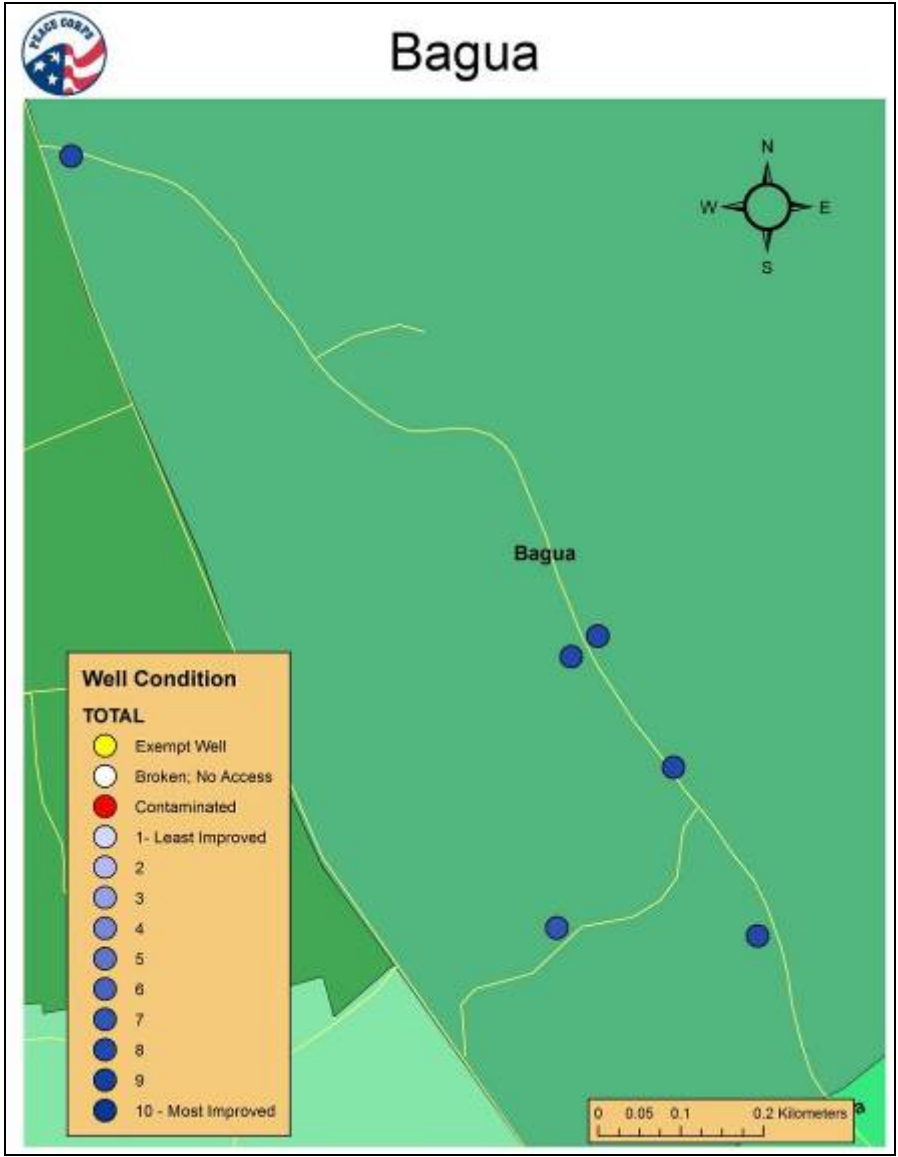 PEACE CORPS
Bagua
N
W E
S
Bagua
Well Condition
TOTAL
Exempt Well
Broken; No Access
Contaminated
1- Least Improved
2
3
4
5
6
7
8
9
10 - Most Improved
0 0.05 0.1 0.2 Kilometers
a